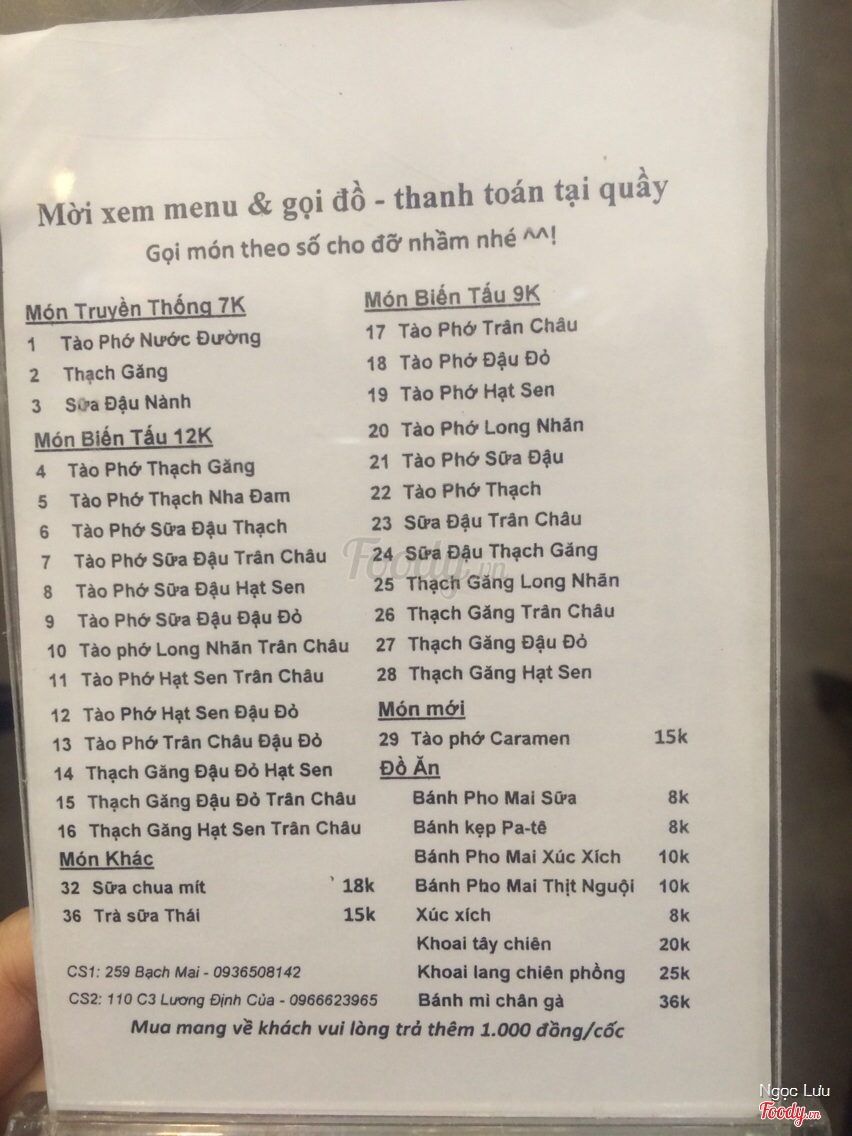 Mời xem menu & gọi đồ - thanh toán tại quầy
Gọi món theo số cho đỡ nhầm nhé ^^!
Món Truyền Thống 7K
1 Tào Phớ Nước Đường
2 Thạch Găng
3 Sữa Đậu Nành
Món Biến Tấu 12K
4 Tào Phớ Thạch Găng
5 Tào Phớ Thạch Nha Đam
6 Tào Phớ Sữa Đậu Thạch
7 Tào Phớ Sữa Đậu Trân Châu
8 Tào Phớ Sữa Đậu Hạt Sen
9 Tào Phớ Sữa Đậu Đậu Đỏ
10 Tào phớ Long Nhãn Trân Châu
11 Tào Phớ Hạt Sen Trân Châu
12 Tào Phớ Hạt Sen Đậu Đỏ
13 Tào Phớ Trân Châu Đậu Đỏ
14 Thạch Găng Đậu Đỏ Hạt Sen
15 Thạch Găng Đậu Đỏ Trân Châu
16 Thạch Găng Hạt Sen Trân Châu
Món Khác
32 Sữa chua mít 18k
36 Trà sữa Thái 15k
CS1: 259 Bạch Mai - 0936508142
CS2: 110 C3 Lương Định Của - 0966623965
Món Biến Tấu 9K
17 Tào Phớ Trân Châu
18 Tào Phớ Đậu Đỏ
19 Tào Phớ Hạt Sen
20 Tào Phớ Long Nhãn
21 Tào Phớ Sữa Đậu
22 Tào Phớ Thạch
23 Sữa Đậu Trân Châu
24 Sữa Đậu Thạch Găng
25 Thạch Găng Long Nhãn
26 Thạch Găng Trân Châu
27 Thạch Găng Đậu Đỏ
28 Thạch Găng Hạt Sen
Món mới
29 Tào phớ Caramen 15k
Đồ Ăn
Bánh Pho Mai Sữa 8k
Bánh kẹp Pa-tê 8k
Bánh Pho Mai Xúc Xích 10k
Bánh Pho Mai Thịt Nguội 10k
Xúc xích 8k
Khoai tây chiên 20k
Khoai lang chiên phồng 25k
Bánh mì chân gà 36k
Mua mang về khách vui lòng trả thêm 1.000 đồng/cốc
Foody.vn
Ngọc Lưu
Foody.vn